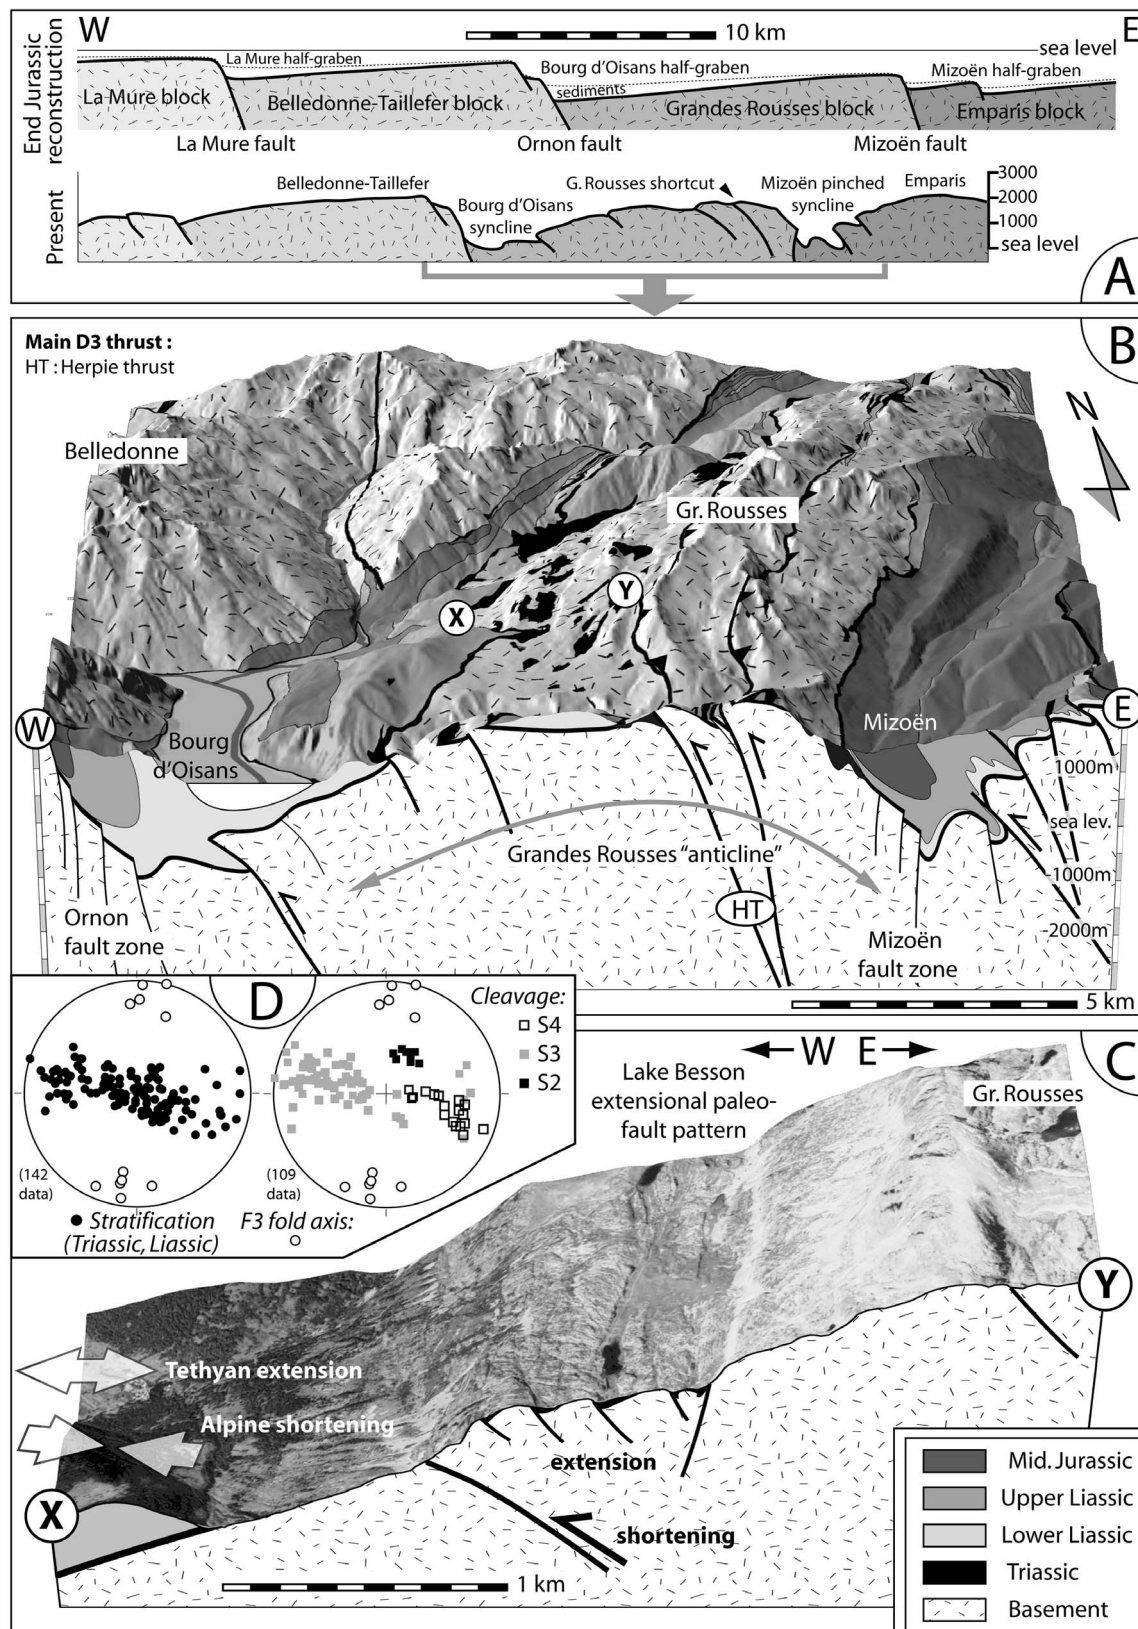 W
E
10 km
sea level
End Jurassic
reconstruction
La Mure half-graben
Bourg d'Oisans half-graben
Mizoën half-graben
sediments
La Mure block
Belledonne-Taillefer block
Grandes Rousses block
Emparis block
La Mure fault
Ornon fault
Mizoën fault
Present
Belledonne-Taillefer
Bourg d'Oisans
syncline
G. Rousses shortcut
Mizoën pinched
syncline
Emparis
3000
2000
1000
sea level
A
B
Main D3 thrust :
HT : Herpie thrust
N
Belledonne
Gr. Rousses
X
Y
W
E
Bourg
d'Oisans
Mizoën
1000m
sea lev.
-1000m
-2000m
Grandes Rousses "anticline"
HT
Ornon
fault zone
Mizoën
fault zone
5 km
D
Cleavage:
S4
S3
S2
(142
data)
(109
data)
Stratification
(Triassic, Liassic)
F3 fold axis:
C
W E
Lake Besson
extensional paleo-
fault pattern
Gr. Rousses
Y
Tethyan extension
Alpine shortening
X
extension
shortening
1 km
Mid. Jurassic
Upper Liassic
Lower Liassic
Triassic
Basement